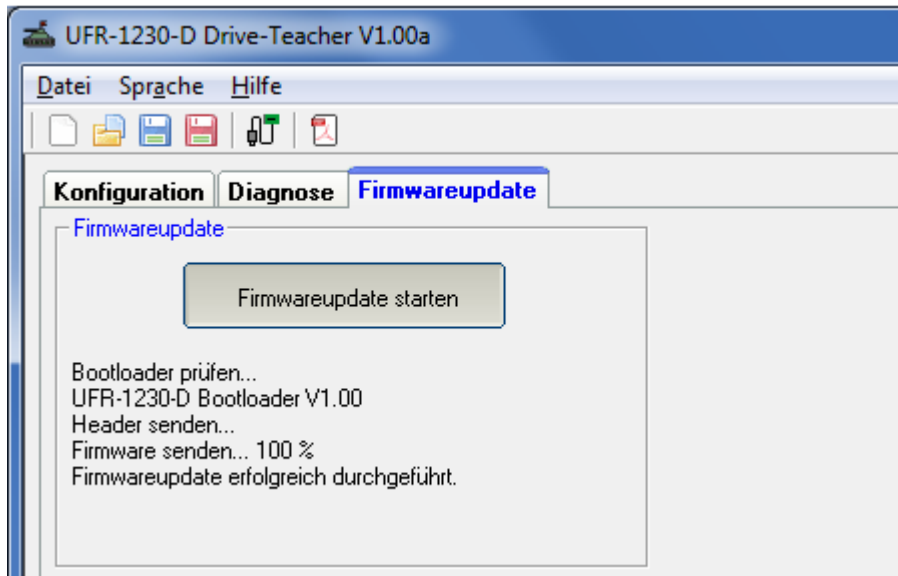 UFR-1230-D Drive-Teacher V1.00a
Datei Sprache Hilfe
Konfiguration Diagnose Firmwareupdate
Firmwareupdate
Firmwareupdate starten
Bootloader prüfen...
UFR-1230-D Bootloader V1.00
Header senden...
Firmware senden... 100 %
Firmwareupdate erfolgreich durchgeführt.